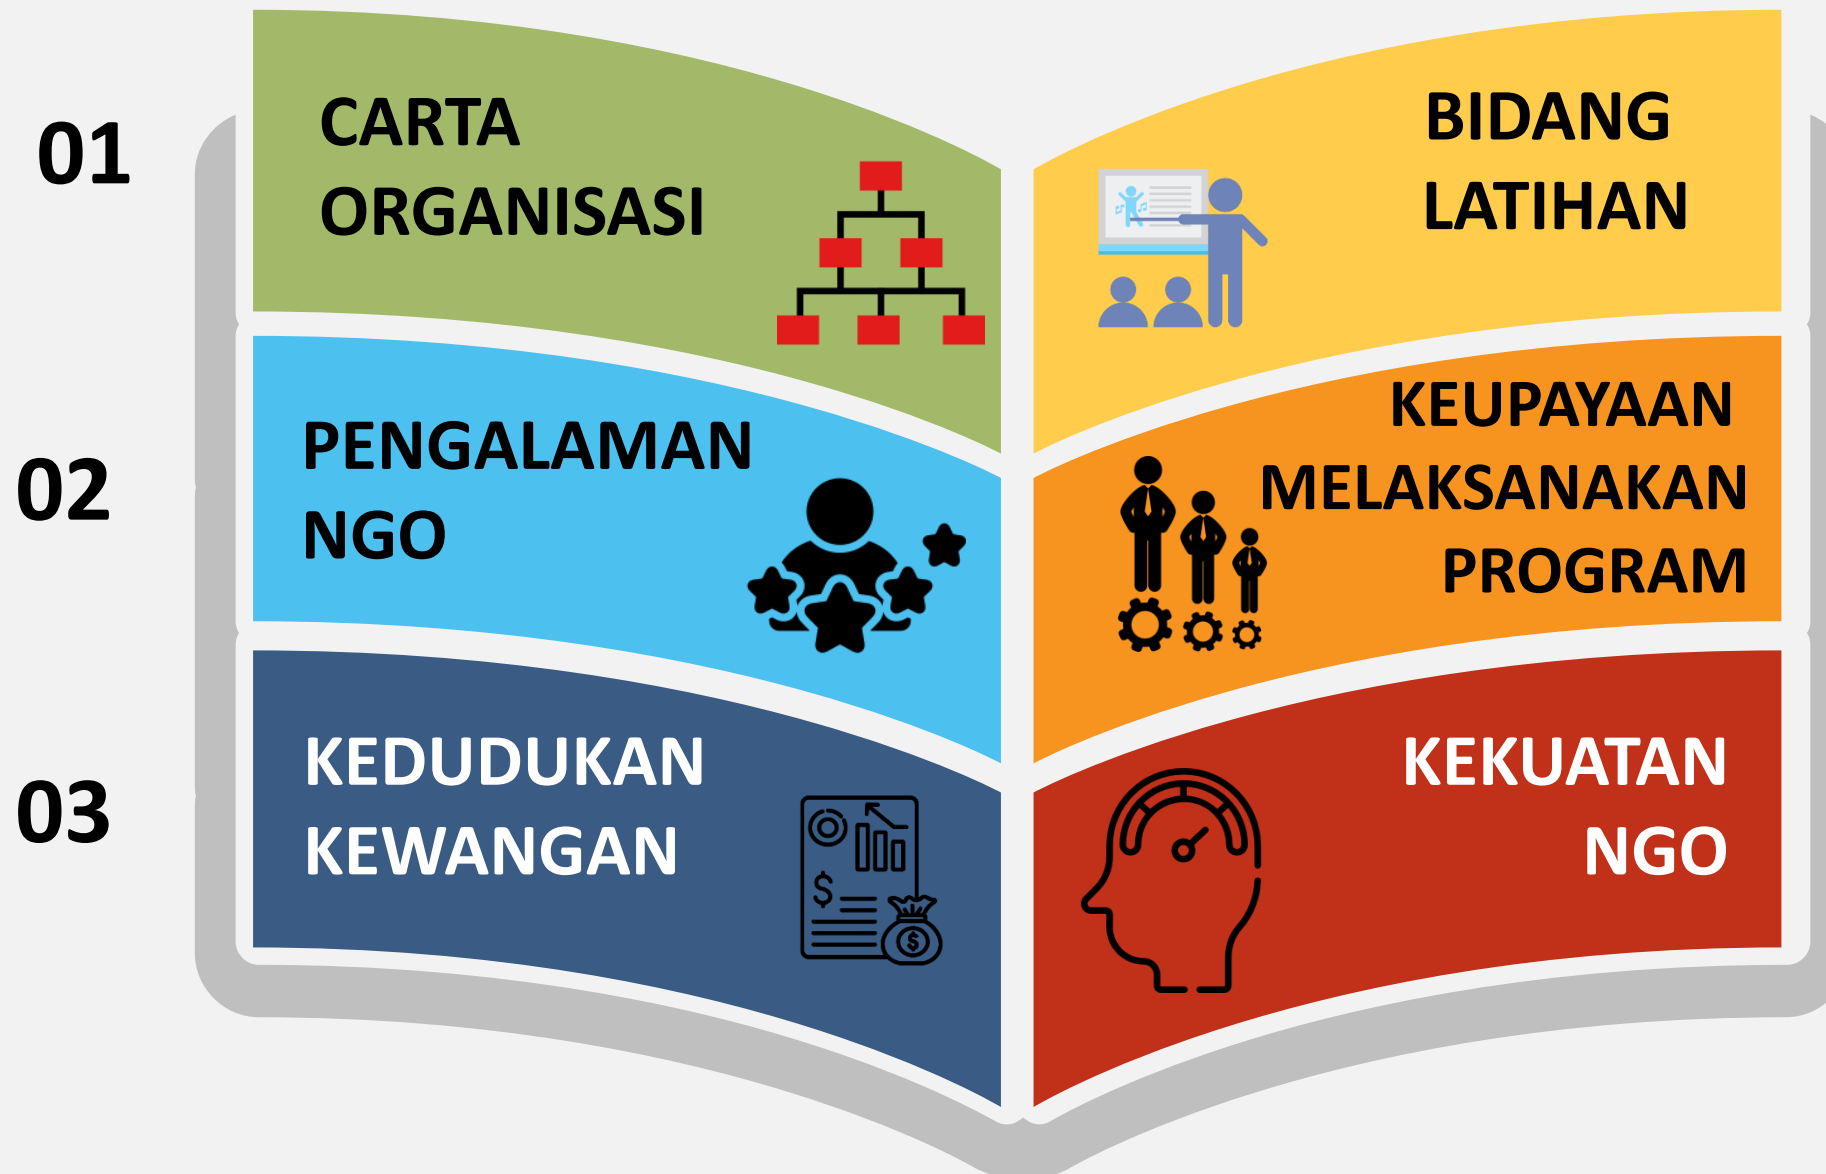 01
CARTA
ORGANISASI
BIDANG
LATIHAN
02
PENGALAMAN
NGO
KEUPAYAAN
MELAKSANAKAN
PROGRAM
03
KEDUDUKAN
KEWANGAN
$
$
KEKUATAN
NGO